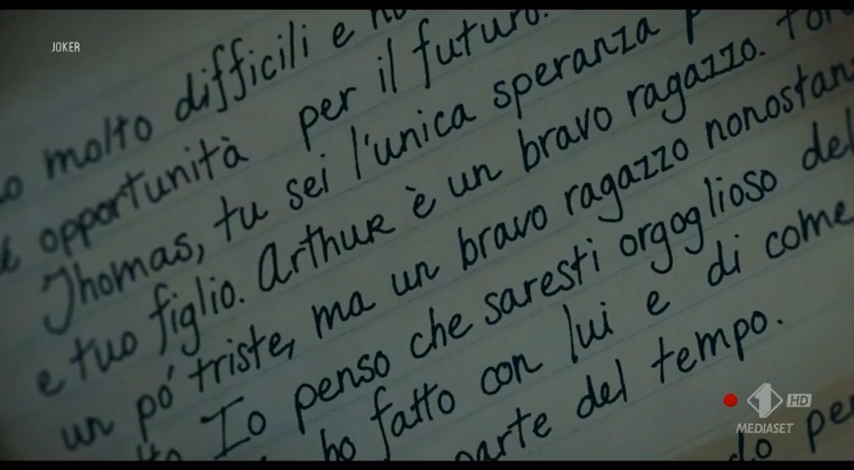 JOKER
molto difficili e
opportunità per il futuro.
Thomas, tu sei l'unica speranza
e tuo figlio. Arthur è un bravo ragazzo.
un pó triste, ma un bravo ragazzo nonostan
Io penso che saresti orgoglioso del
ho fatto con lui e di come
parte del tempo.
1 HD
MEDIASET